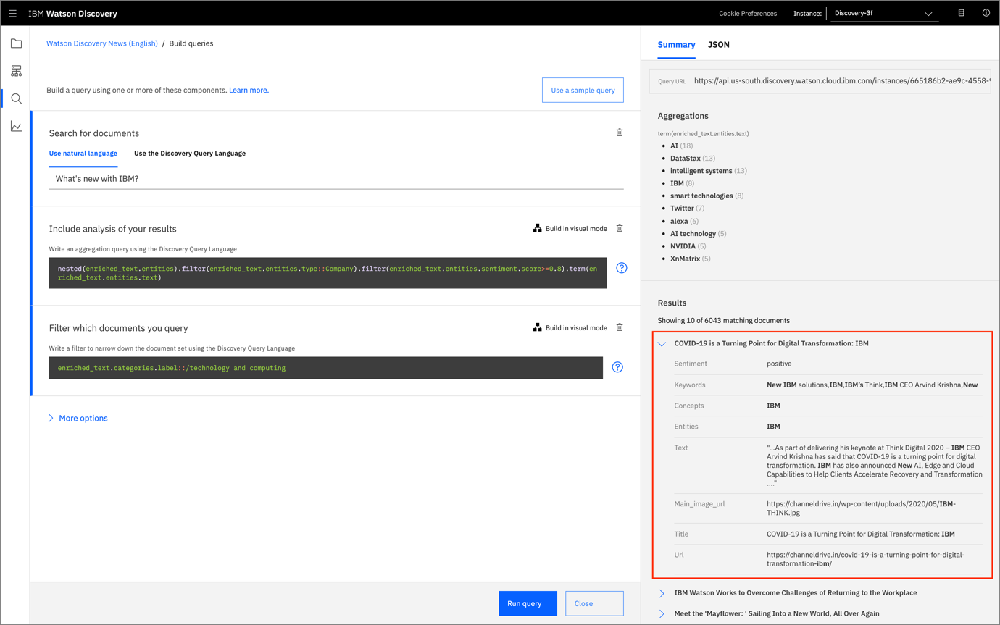 IBM Watson Discovery
Cookie Preferences
Instance:
Discovery-3f
Watson Discovery News (English) / Build queries
Build a query using one or more of these components. Learn more.
Use a sample query
Search for documents
Use natural language
Use the Discovery Query Language
What's new with IBM?
Include analysis of your results
Build in visual mode
Write an aggregation query using the Discovery Query Language
nested(enriched_text.entities).filter(enriched_text.entities.type::Company).filter(enriched_text.entities.sentiment.score>=0.8).term(en
riched_text.entities.text)
Filter which documents you query
Build in visual mode
Write a filter to narrow down the document set using the Discovery Query Language
enriched_text.categories.label::/technology and computing
More options
Run query
Close
Summary
JSON
Query URL https://api.us-south.discovery.watson.cloud.ibm.com/instances/665186b2-ae9c-4558-
Aggregations
term(enriched_text.entities.text)
AI (18)
DataStax (13)
intelligent systems (13)
IBM (8)
smart technologies (8)
Twitter (7)
alexa (6)
AI technology (5)
NVIDIA (5)
XnMatrix (5)
Results
Showing 10 of 6043 matching documents
COVID-19 is a Turning Point for Digital Transformation: IBM
Sentiment positive
Keywords New IBM solutions,IBM,IBM's Think,IBM CEO Arvind Krishna,New
Concepts IBM
Entities IBM
Text "...As part of delivering his keynote at Think Digital 2020 – IBM CEO
Arvind Krishna has said that COVID-19 is a turning point for digital
transformation. IBM has also announced New AI, Edge and Cloud
Capabilities to Help Clients Accelerate Recovery and Transformation
...."
Main_image_url https://channeldrive.in/wp-content/uploads/2020/05/IBM-
THINK.jpg
Title COVID-19 is a Turning Point for Digital Transformation: IBM
Url https://channeldrive.in/covid-19-is-a-turning-point-for-digital-
transformation-ibm/
IBM Watson Works to Overcome Challenges of Returning to the Workplace
Meet the 'Mayflower: ' Sailing Into a New World, All Over Again